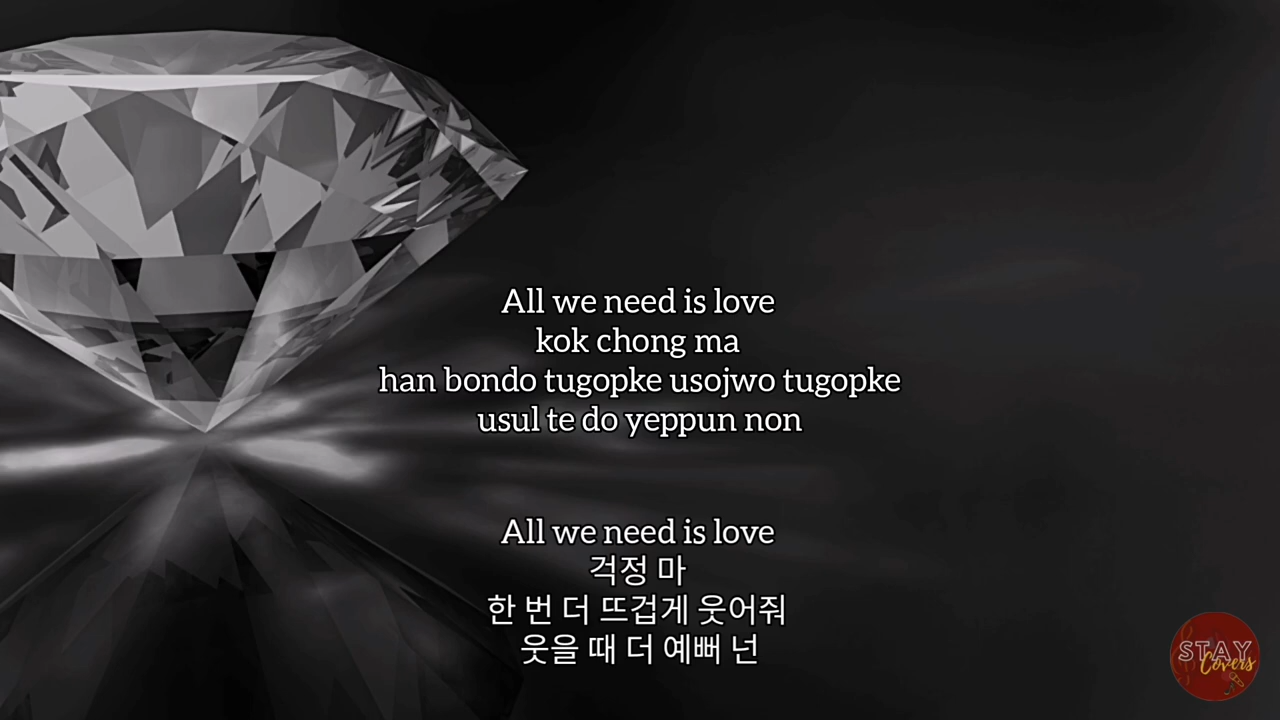 All we need is love
kok chong ma
han bondo tugopke usojwo tugopke
usul te do yeppun non
All we need is love
걱정 마
한 번 더 뜨겁게 웃어줘
웃을 때 더 예뻐 넌
STAY
Covers